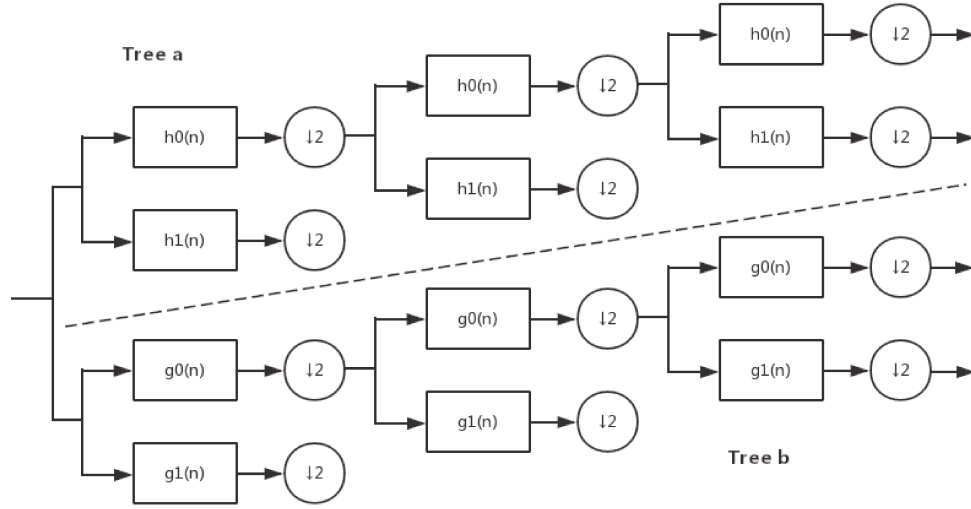 h0(n) ↓2
Tree a
h0(n) ↓2
h0(n) ↓2
h1(n) ↓2
h1(n) ↓2
h1(n) ↓2
g0(n) ↓2
g0(n) ↓2
g0(n) ↓2
g1(n) ↓2
g1(n) ↓2
Tree b
g1(n) ↓2